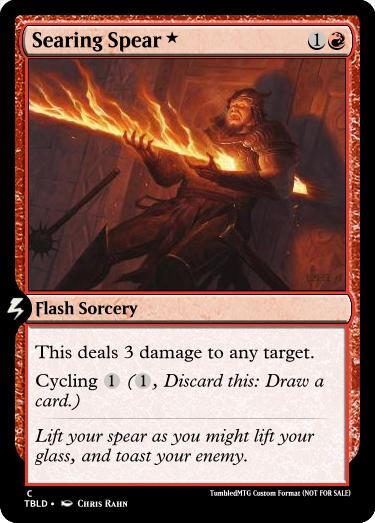 Searing Spear ★ 1
Flash Sorcery
This deals 3 damage to any target.
Cycling 1 (1, Discard this: Draw a
card.)
Lift your spear as you might lift your
glass, and toast your enemy.
C
TBLD • Chris Rahn
TumbledMTG Custom Format (NOT FOR SALE)